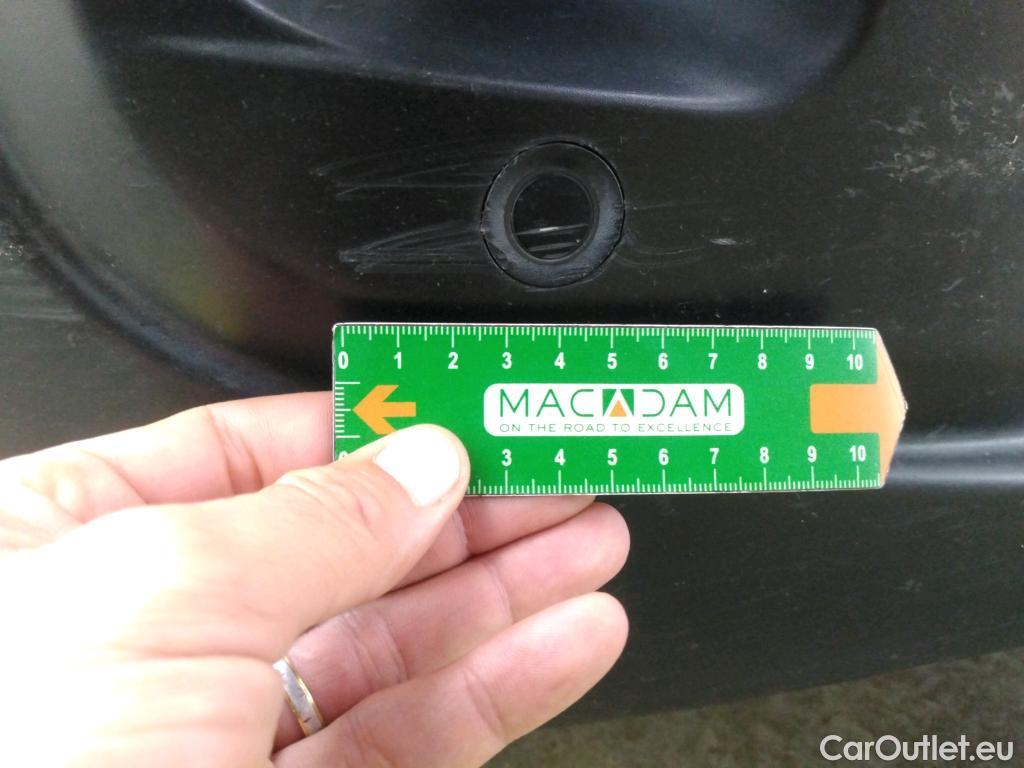 0 1 2 3 4 5 6 7 8 9 10
MACADAM
ON THE ROAD TO EXCELLENCE
3 4 5 6 7 8 9 10
CarOutlet.eu